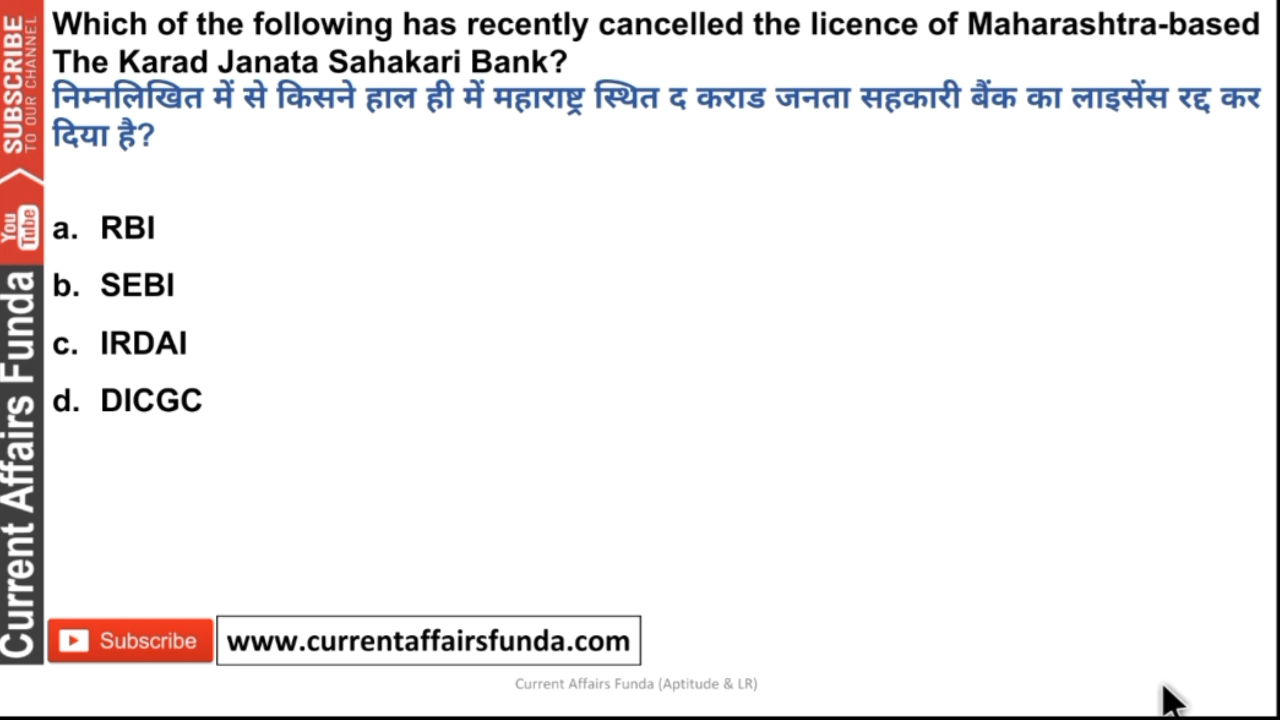 Which of the following has recently cancelled the licence of Maharashtra-based
The Karad Janata Sahakari Bank?
निम्नलिखित में से किसने हाल ही में महाराष्ट्र स्थित द कराड जनता सहकारी बैंक का लाइसेंस रद्द कर
दिया है?
a. RBI
b. SEBI
c. IRDAI
d. DICGC
SUBSCRIBE
TO OUR CHANNEL
You
Tube
Current Affairs Funda
Subscribe
www.currentaffairsfunda.com
Current Affairs Funda (Aptitude & LR)